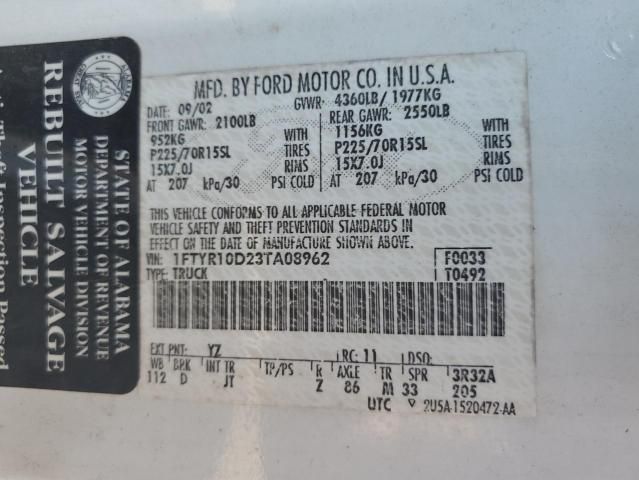 MFD. BY FORD MOTOR CO. IN U.S.A.
DATE: 09/02 GVWR: 4360LB/ 1977KG
FRONT GAWR: 2100LB REAR GAWR: 2550LB
952KG WITH 1156KG WITH
P225/70R15SL TIRES P225/70R15SL TIRES
15X7.0J RIMS 15X7.0J RIMS
AT 207 kPa/30 PSI COLD AT 207 kPa/30 PSI COLD
THIS VEHICLE CONFORMS TO ALL APPLICABLE FEDERAL MOTOR
VEHICLE SAFETY AND THEFT PREVENTION STANDARDS
IN EFFECT ON THE DATE OF MANUFACTURE SHOWN ABOVE.
VIN: 1FTYR10D23TA08962 F0033
TYPE: TRUCK T0492
EXT PNT: YZ RC: 11 DSO:
WB BRK INT TR TP/PS R AXLE TR SPR 3R32A
112 D JT Z 86 M 33 205
UTC 2U5A-1520472-AA
STATE OF ALABAMA
DEPARTMENT OF REVENUE
MOTOR VEHICLE DIVISION
REBUILT SALVAGE
VEHICLE
Inspection Passed